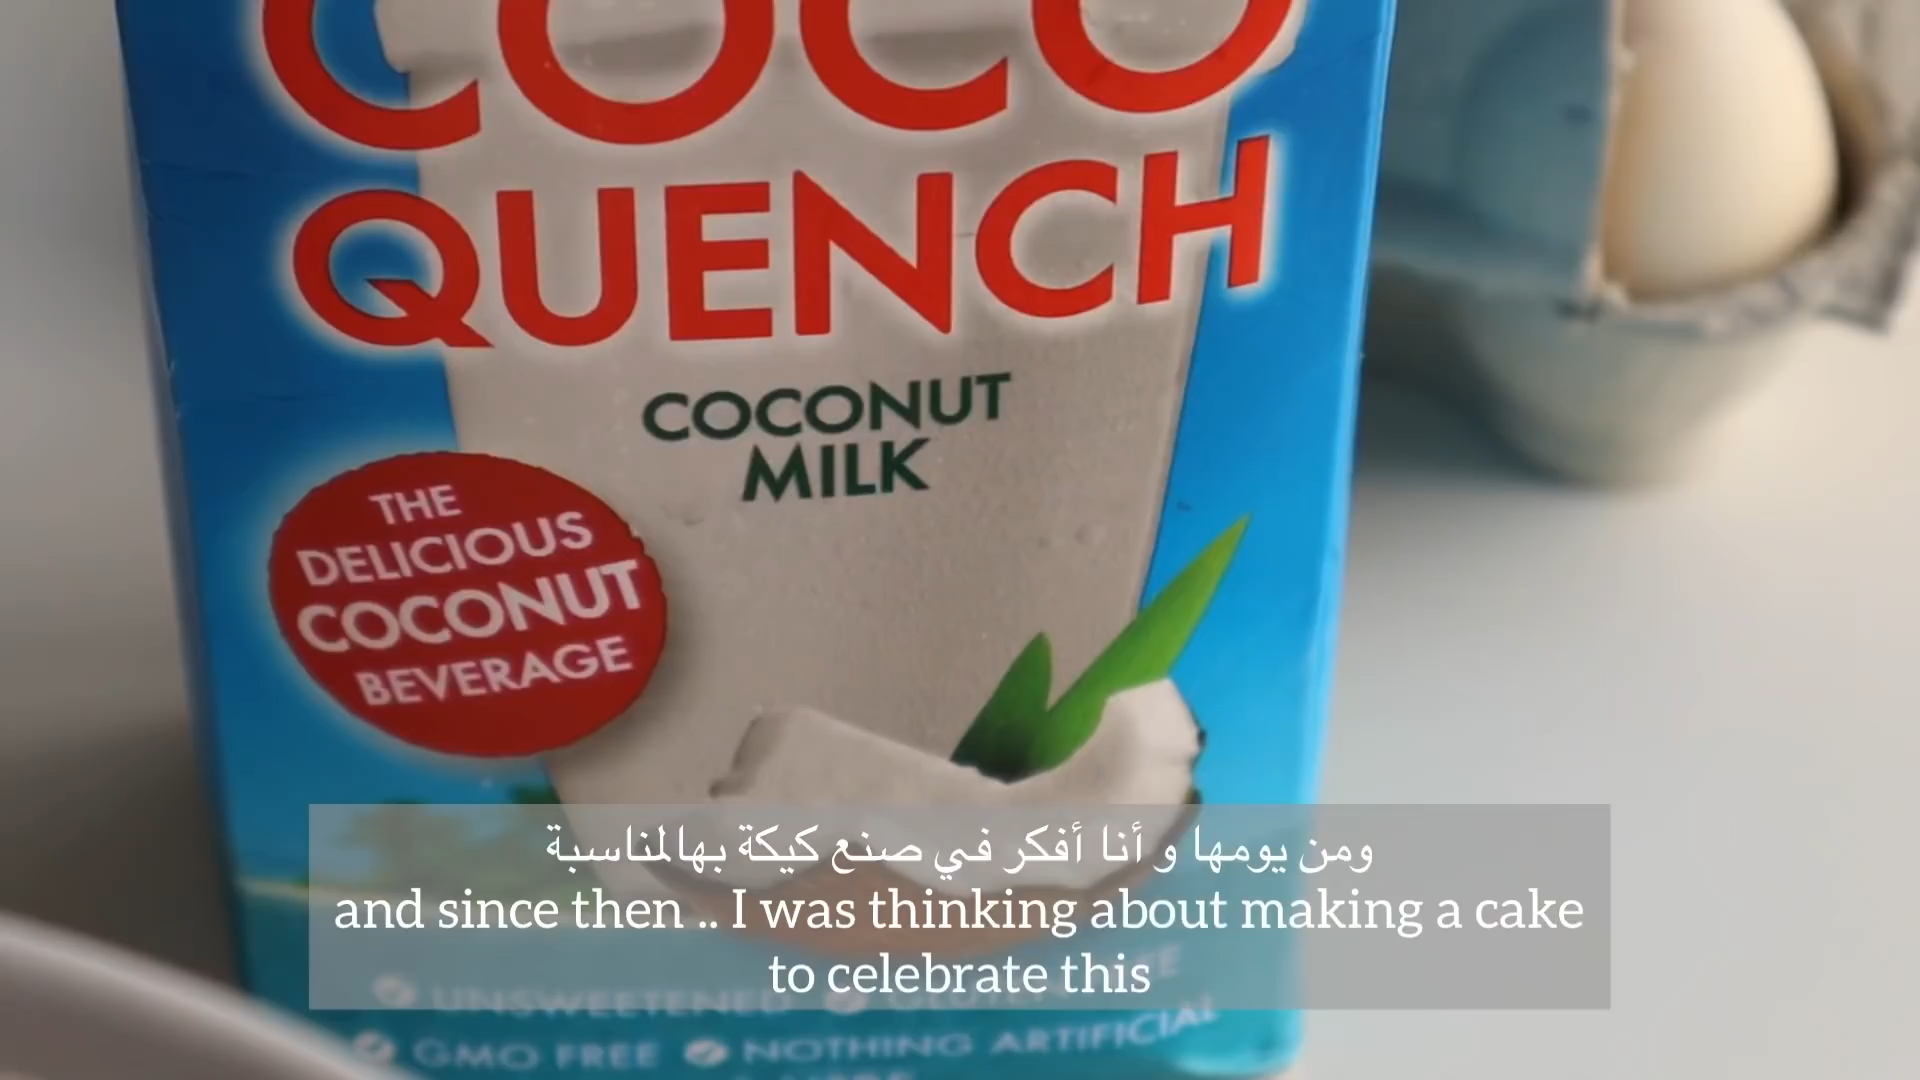 COCO
QUENCH
COCONUT
MILK
THE
DELICIOUS
COCONUT
BEVERAGE
ومن يومها و أنا أفكر في صنع كيكة بهالمناسبة
and since then .. I was thinking about making a cake
to celebrate this
UNSWEETENED
GMO FREE NOTHING ARTIFICIAL